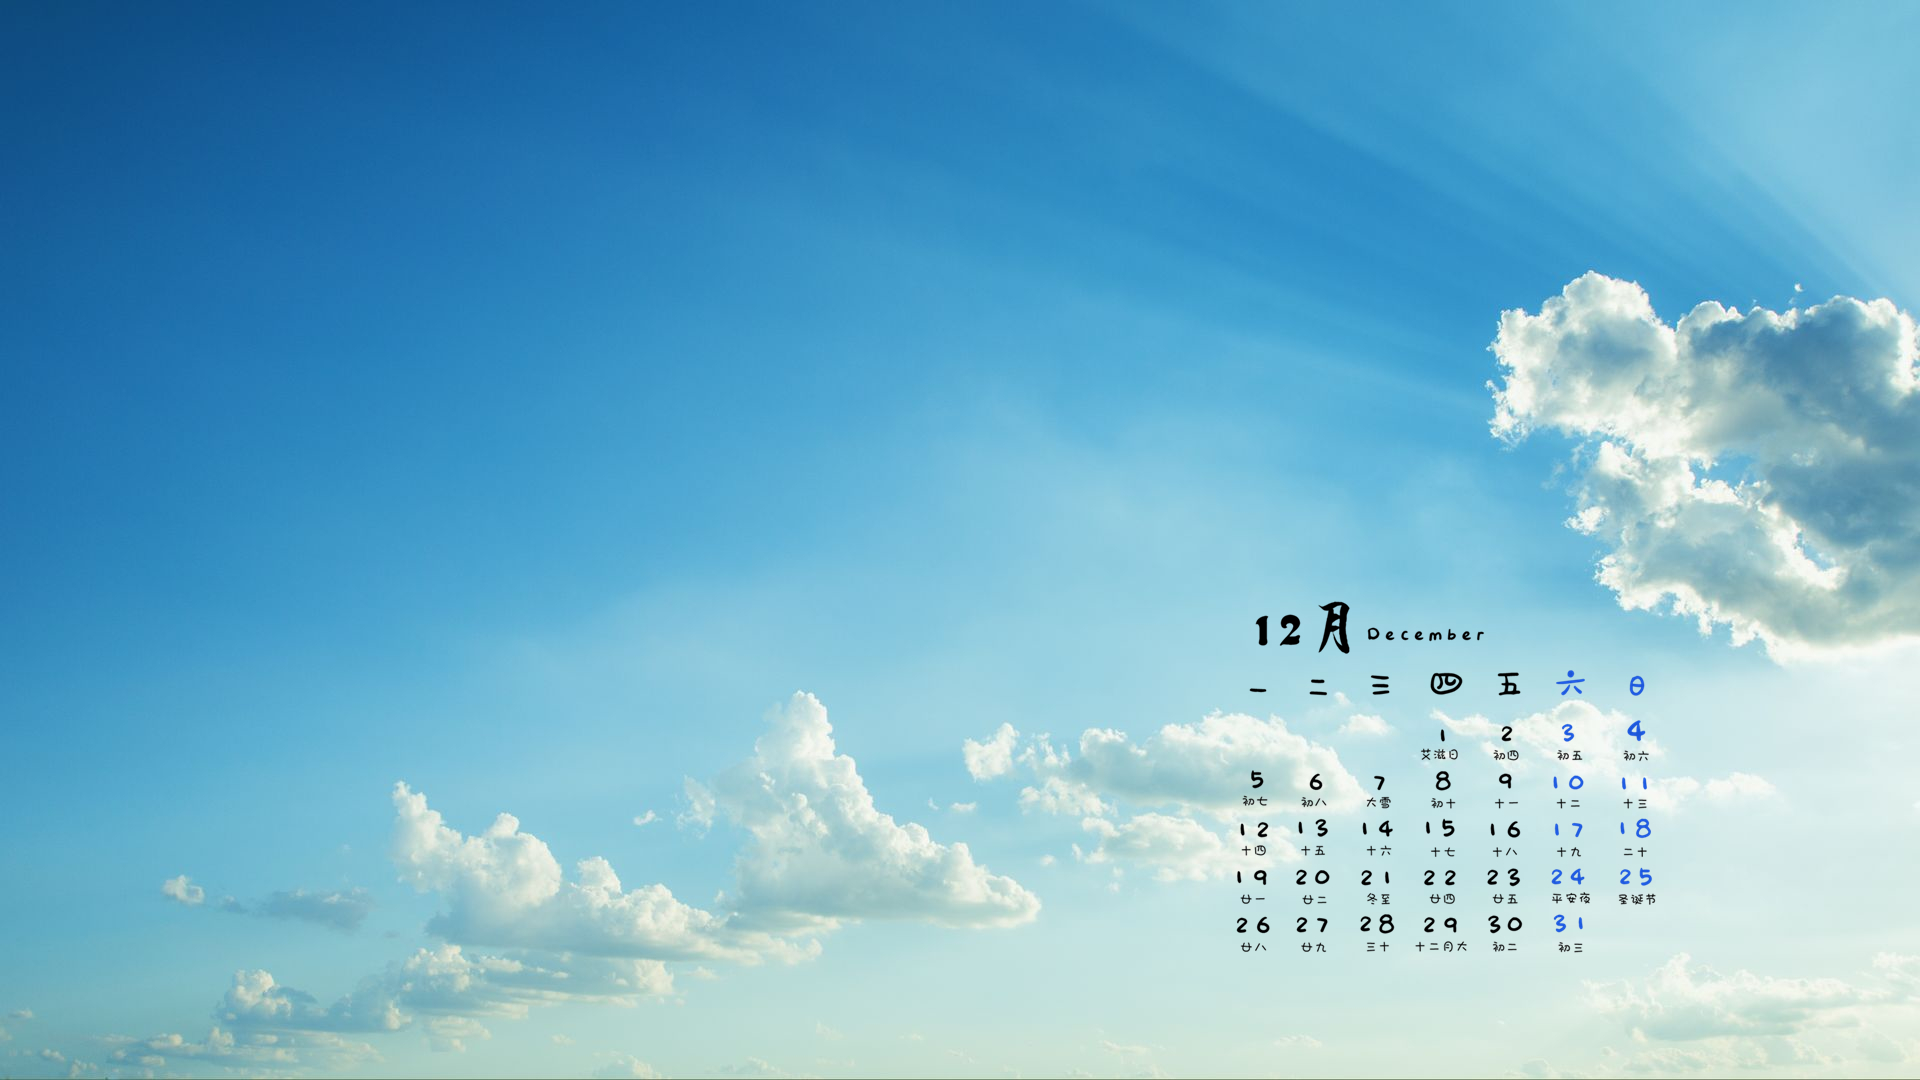 12月 December
一 二 三 四 五 六 日
1 2 3 4
艾滋日 初四 初五 初六
5 6 7 8 9 10 11
初七 初八 大雪 初十 十一 十二 十三
12 13 14 15 16 17 18
十四 十五 十六 十七 十八 十九 二十
19 20 21 22 23 24 25
廿一 廿二 冬至 廿四 廿五 平安夜 圣诞节
26 27 28 29 30 31
廿八 廿九 三十 十二月大 初二 初三